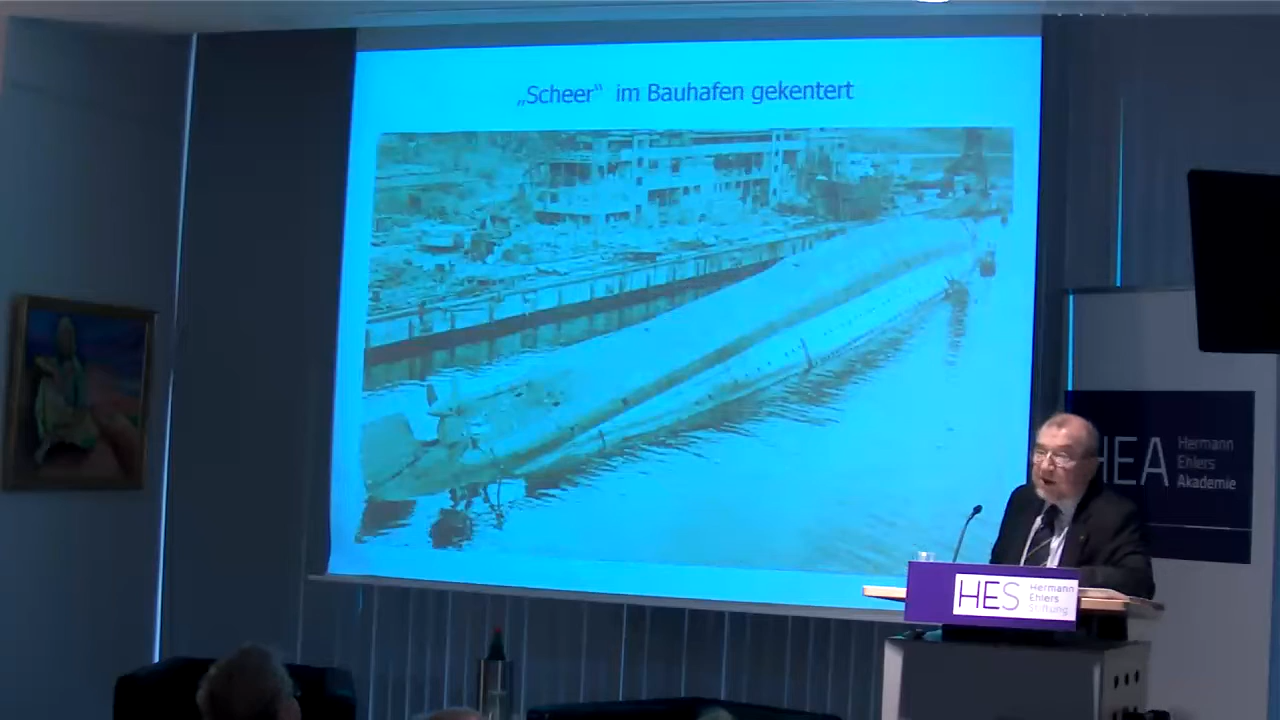 „Scheer“ im Bauhafen gekentert
HEA
Hermann
Ehlers
Akademie
HES
Hermann
Ehlers
Stiftung